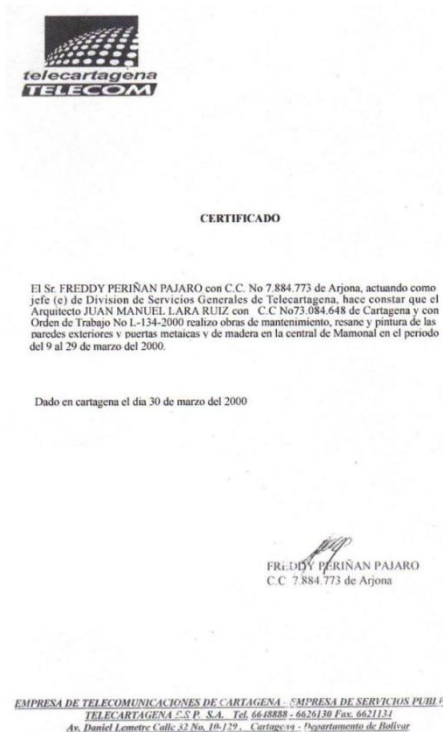 telecartagena
TELECOM
CERTIFICADO
El Sr. FREDDY PERIÑAN PAJARO con C.C. No 7.884.773 de Arjona, actuando como
jefe (e) de Division de Servicios Generales de Telecartagena, hace constar que el
Arquitecto JUAN MANUEL LARA RUIZ con C.C No73.084.648 de Cartagena y con
Orden de Trabajo No L-134-2000 realizo obras de mantenimiento, resane y pintura de las
paredes exteriores y puertas metaicas y de madera en la central de Mamonal en el periodo
del 9 al 29 de marzo del 2000.
Dado en cartagena el dia 30 de marzo del 2000
FREDDY PERIÑAN PAJARO
C.C 7.884.773 de Arjona
EMPRESA DE TELECOMUNICACIONES DE CARTAGENA - EMPRESA DE SERVICIOS PUBL
TELECARTAGENA E.S.P. S.A. Tel. 6648888 - 6626130 Fax. 6621134
Av. Daniel Lemetre Calle 32 No. 10-129 . Cartagena - Departamento de Bolivar